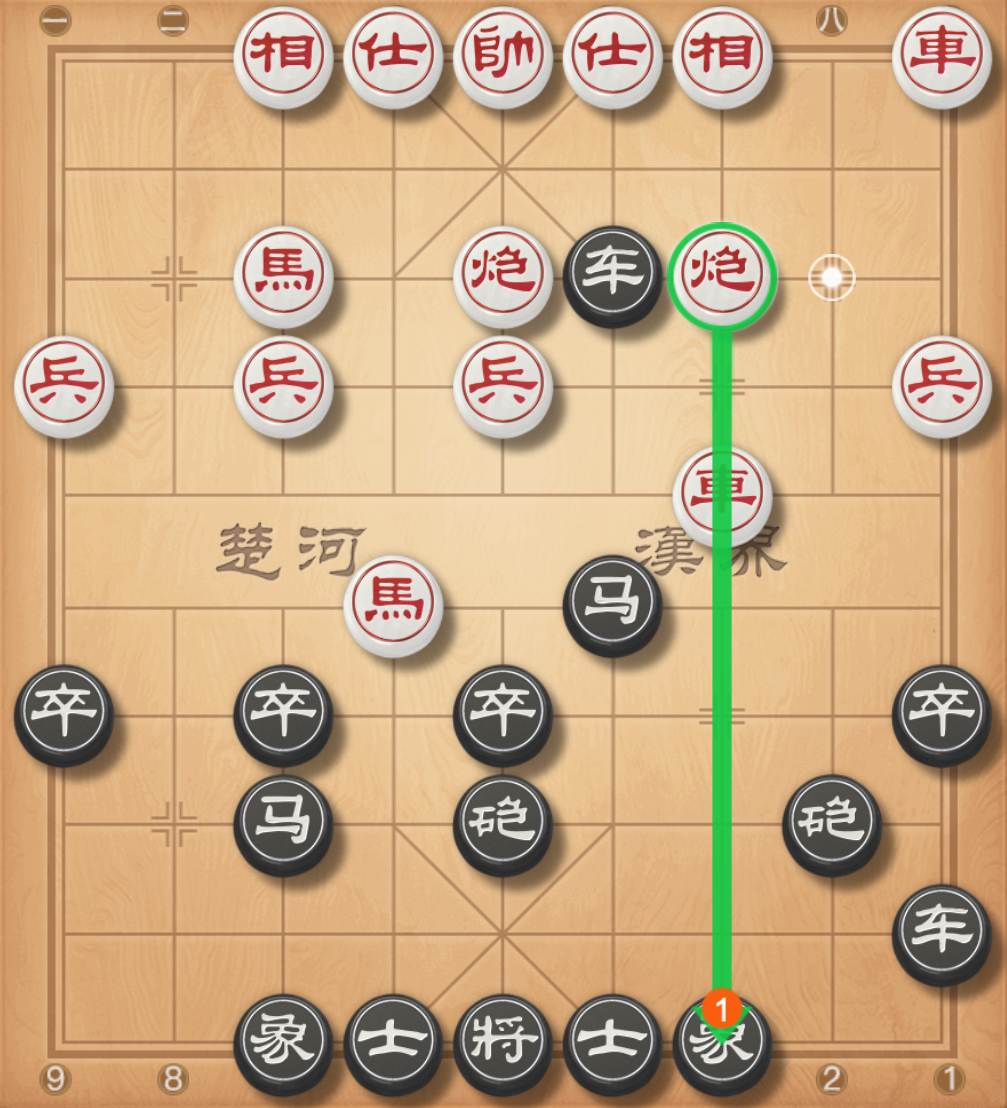 一 二 八
相 仕 帥 仕 相 車
馬 炮 车 炮
兵 兵 兵 兵
車
楚河 漢界
馬 马
卒 卒 卒 卒
马 砲 砲
车
1
象 士 将 士 象
9 8 2 1